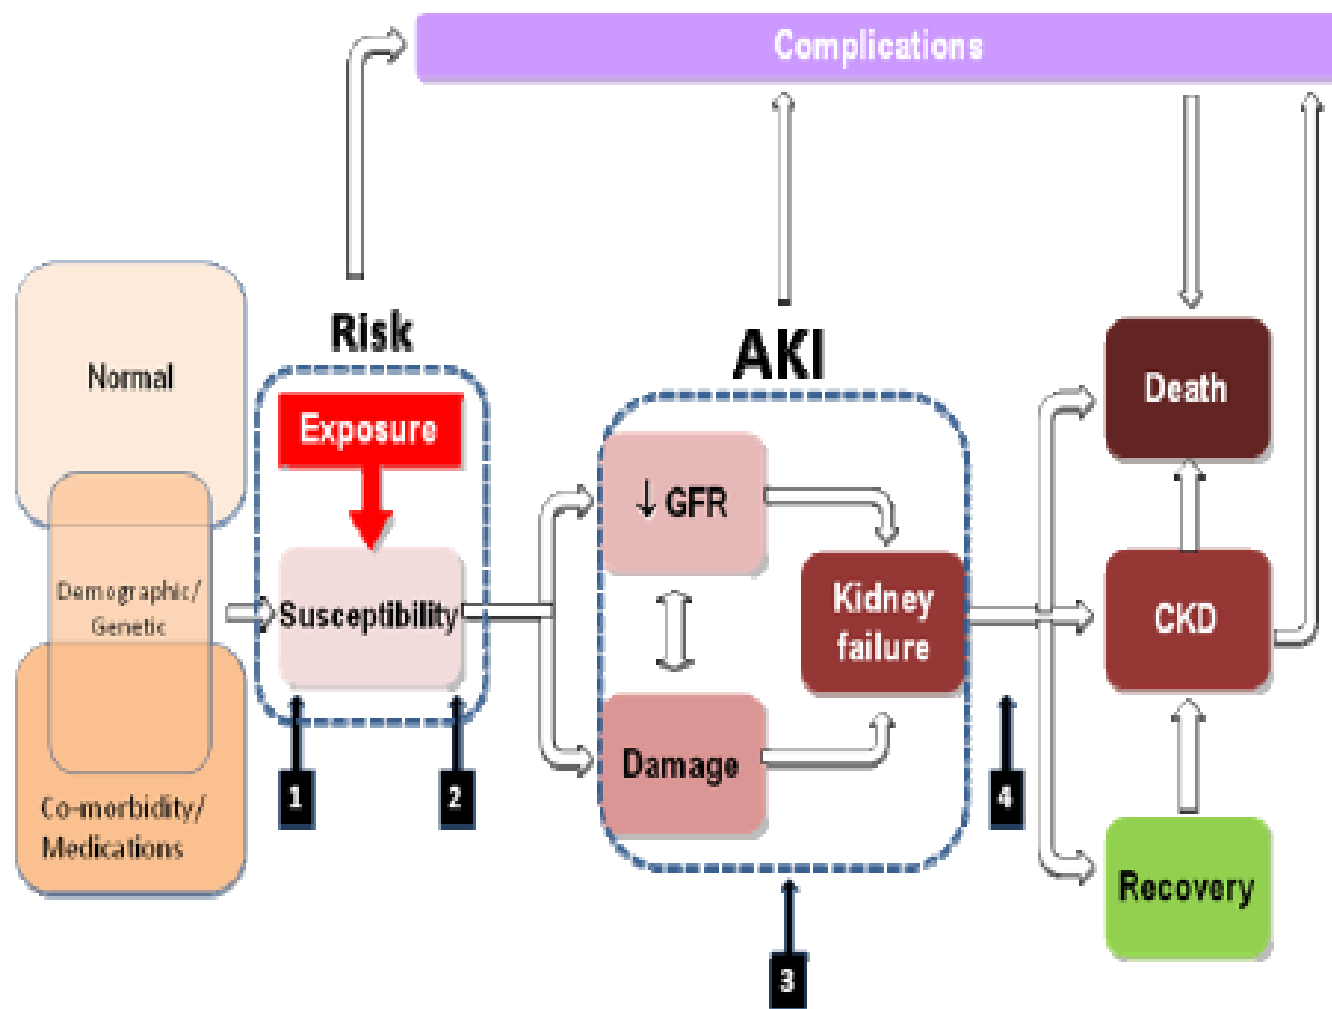 Complications
Risk
AKI
Normal
Exposure
Death
↓ GFR
Demographic/
Genetic
Susceptibility
Kidney
failure
CKD
Damage
1
2
4
Co-morbidity/
Medications
Recovery
3